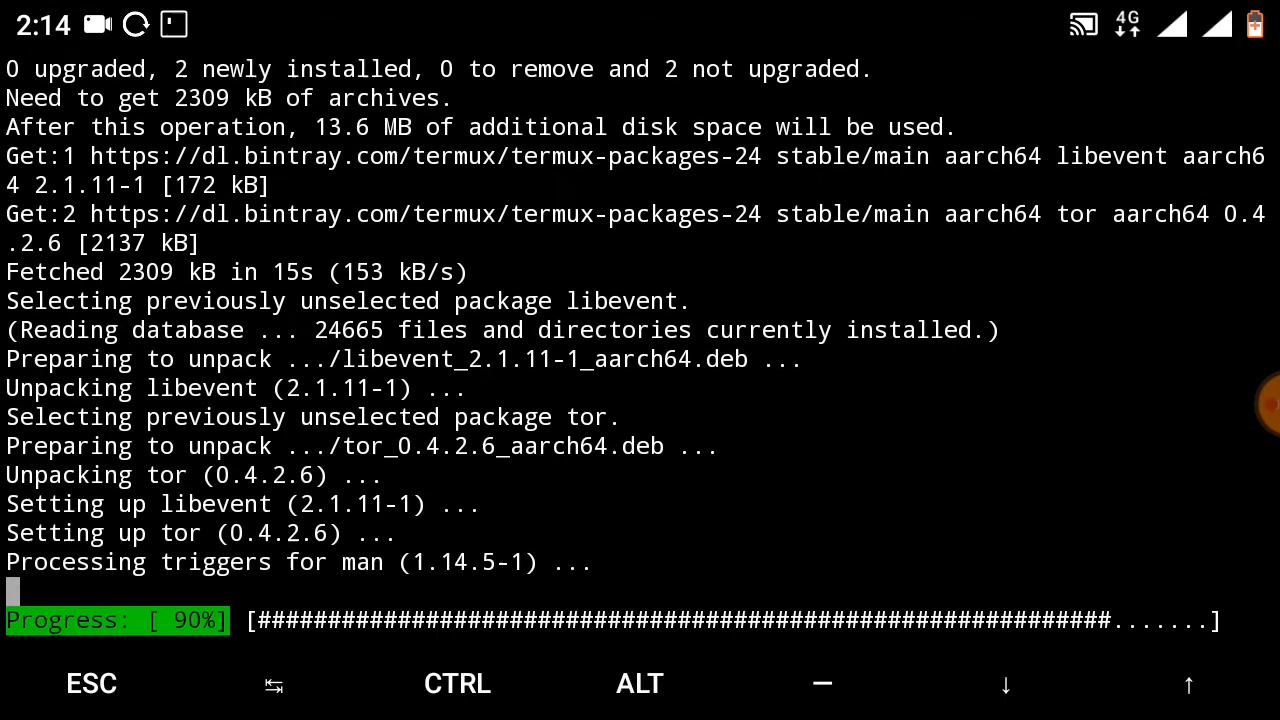 2:14
4G
0 upgraded, 2 newly installed, 0 to remove and 2 not upgraded.
Need to get 2309 kB of archives.
After this operation, 13.6 MB of additional disk space will be used.
Get:1 https://dl.bintray.com/termux/termux-packages-24 stable/main aarch64 libevent aarch6
4 2.1.11-1 [172 kB]
Get:2 https://dl.bintray.com/termux/termux-packages-24 stable/main aarch64 tor aarch64 0.4
.2.6 [2137 kB]
Fetched 2309 kB in 15s (153 kB/s)
Selecting previously unselected package libevent.
(Reading database ... 24665 files and directories currently installed.)
Preparing to unpack .../libevent_2.1.11-1_aarch64.deb ...
Unpacking libevent (2.1.11-1) ...
Selecting previously unselected package tor.
Preparing to unpack .../tor_0.4.2.6_aarch64.deb ...
Unpacking tor (0.4.2.6) ...
Setting up libevent (2.1.11-1) ...
Setting up tor (0.4.2.6) ...
Processing triggers for man (1.14.5-1) ...
Progress: [ 90%] [#############################################################.......]
ESC ↹ CTRL ALT — ↓ ↑